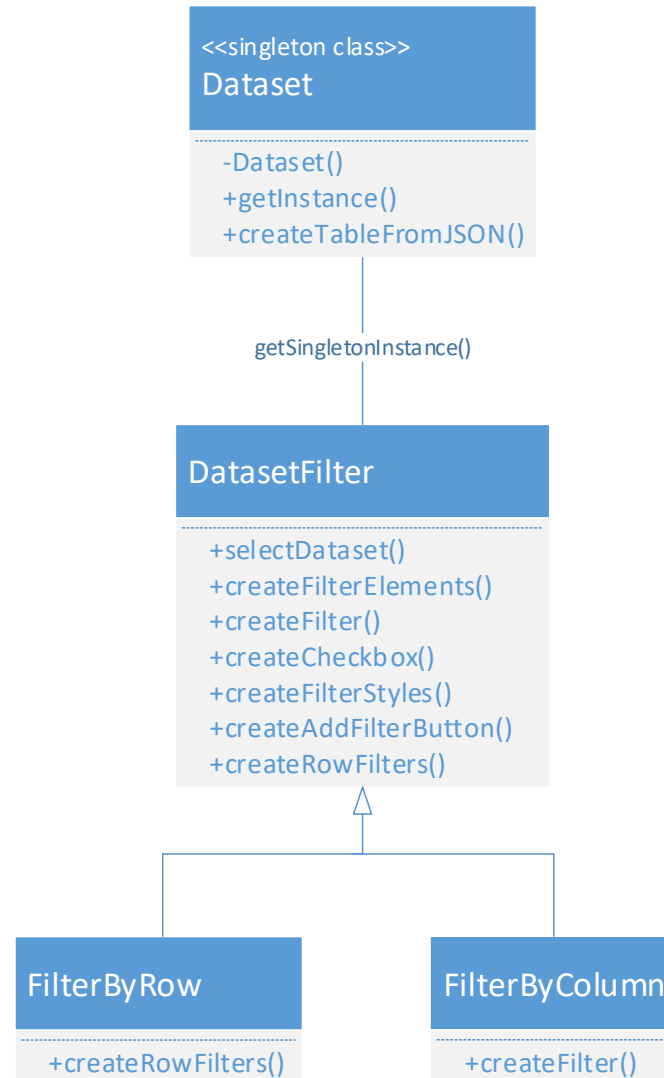 <<singleton class>>
Dataset
-Dataset()
+getInstance()
+createTableFromJSON()
getSingletonInstance()
DatasetFilter
+selectDataset()
+createFilterElements()
+createFilter()
+createCheckbox()
+createFilterStyles()
+createAddFilterButton()
+createRowFilters()
FilterByRow
+createRowFilters()
FilterByColumn
+createFilter()